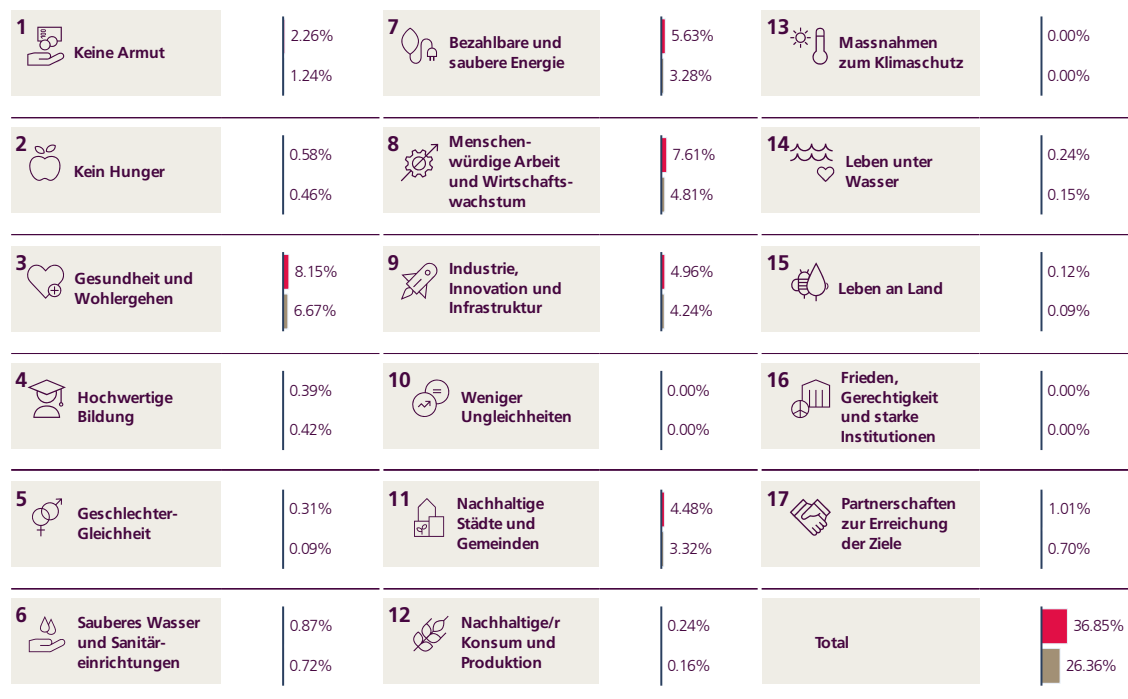 1
Keine Armut
2.26%
1.24%
2
Kein Hunger
0.58%
0.46%
3
Gesundheit und
Wohlergehen
8.15%
6.67%
4
Hochwertige
Bildung
0.39%
0.42%
5
Geschlechter-
Gleichheit
0.31%
0.09%
6
Sauberes Wasser
und Sanitär-
einrichtungen
0.87%
0.72%
7
Bezahlbare und
saubere Energie
5.63%
3.28%
8
Menschen-
würdige Arbeit
und Wirtschafts-
wachstum
7.61%
4.81%
9
Industrie,
Innovation und
Infrastruktur
4.96%
4.24%
10
Weniger
Ungleichheiten
0.00%
0.00%
11
Nachhaltige
Städte und
Gemeinden
4.48%
3.32%
12
Nachhaltige/r
Konsum und
Produktion
0.24%
0.16%
13
Massnahmen
zum Klimaschutz
0.00%
0.00%
14
Leben unter
Wasser
0.24%
0.15%
15
Leben an Land
0.12%
0.09%
16
Frieden,
Gerechtigkeit
und starke
Institutionen
0.00%
0.00%
17
Partnerschaften
zur Erreichung
der Ziele
1.01%
0.70%
Total
36.85%
26.36%